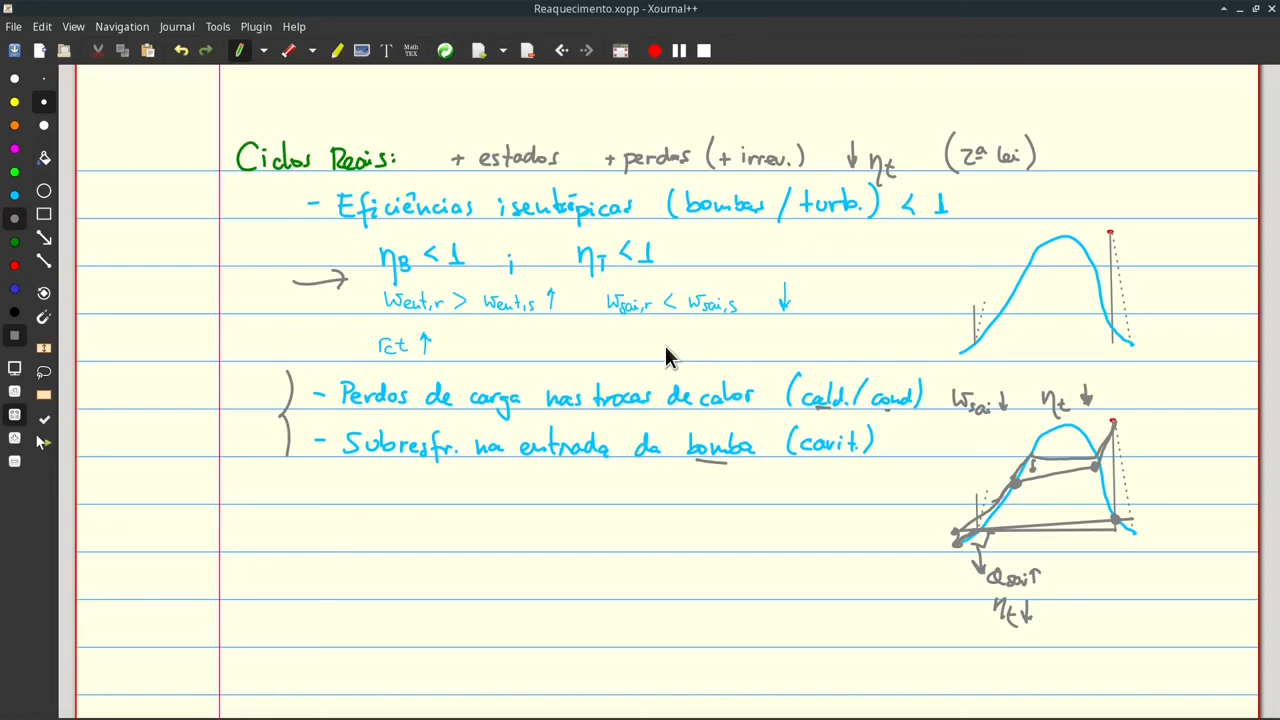 Reaquecimento.xopp - Xournal++
File Edit View Navigation Journal Tools Plugin Help
Ciclos Reais: + estados + perdas (+ irrev.) ↓ ηt (2ª lei)
- Eficiências isentrópicas (bombas / turb.) < 1
ηB < 1 ; ηT < 1
→ Went,r > Went,s ↑ Wsai,r < Wsai,s ↓
rct ↑
- Perdas de carga nas trocas de calor (cald./cond) Wsai ↓ ηt ↓
- Subresfr. na entrada da bomba (cavit.)
Qsai ↑
ηt ↓